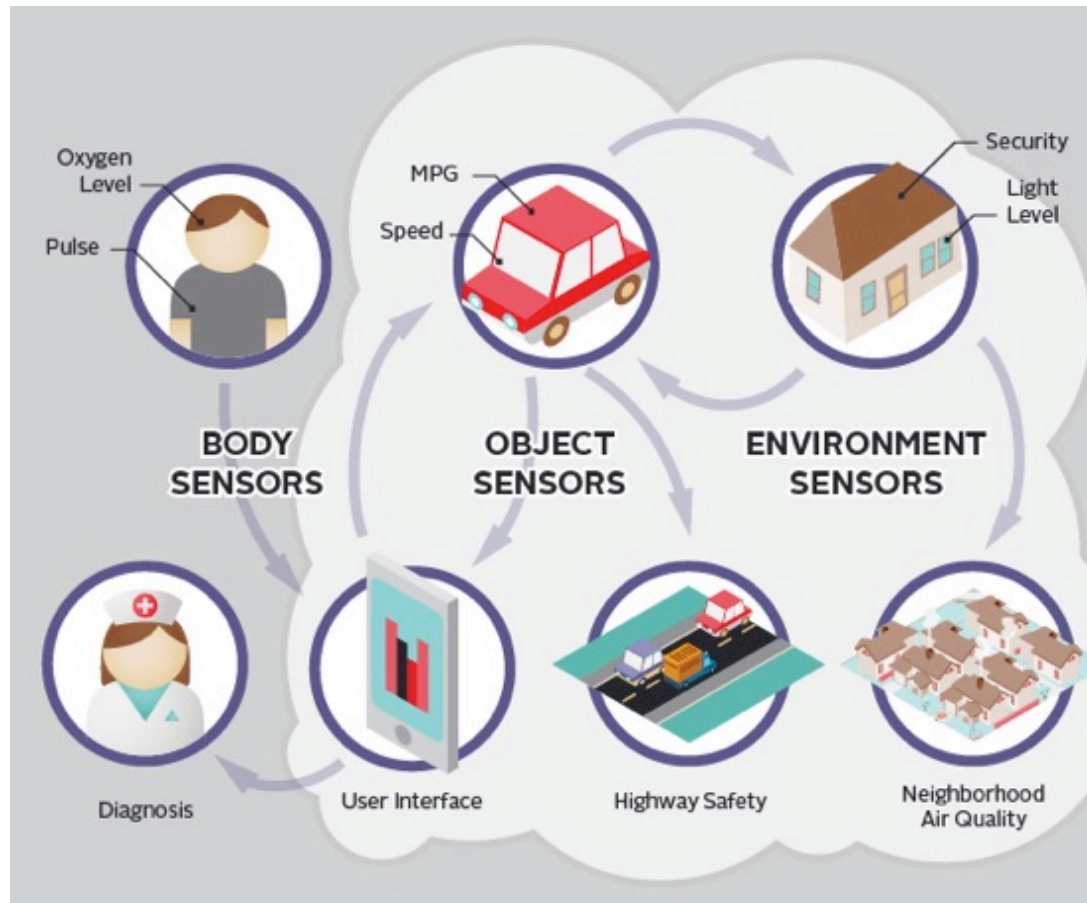 Oxygen
Level
Pulse
MPG
Speed
Security
Light
Level
BODY
SENSORS
OBJECT
SENSORS
ENVIRONMENT
SENSORS
Diagnosis
User Interface
Highway Safety
Neighborhood
Air Quality